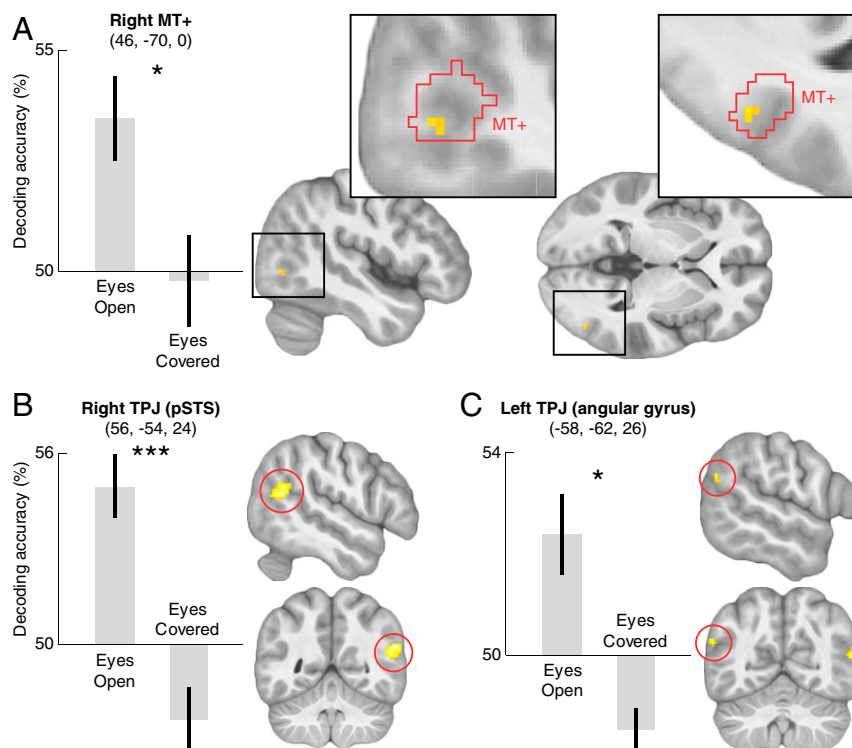 A
Right MT+
(46, -70, 0)
55
*
Decoding accuracy (%)
50
Eyes
Open
Eyes
Covered
MT+
MT+
B
Right TPJ (pSTS)
(56, -54, 24)
56
***
Decoding accuracy (%)
Eyes
Covered
50
Eyes
Open
C
Left TPJ (angular gyrus)
(-58, -62, 26)
54
*
Eyes
Covered
50
Eyes
Open